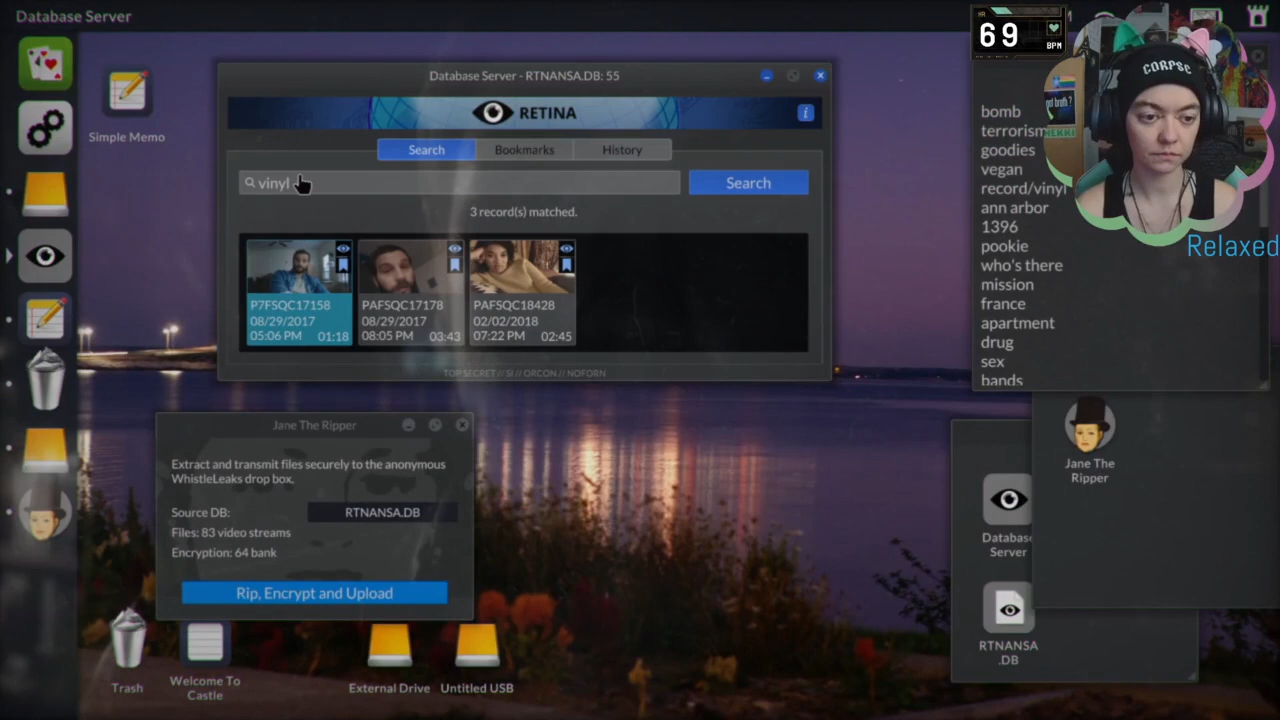 Database Server
HR
69
BPM
CORPSE
got broth ?
HEKKI
Relaxed
Simple Memo
Database Server - RTNANSA.DB: 55
RETINA
Search
Bookmarks
History
vinyl
Search
3 record(s) matched.
P7FSQC17158
08/29/2017
05:06 PM 01:18
PAFSQC17178
08/29/2017
08:05 PM 03:43
PAFSQC18428
02/02/2018
07:22 PM 02:45
TOP SECRET // SI // ORCON // NOFORN
bomb
terrorism
goodies
vegan
record/vinyl
ann arbor
1396
pookie
who's there
mission
france
apartment
drug
sex
bands
Jane The Ripper
Extract and transmit files securely to the anonymous
WhistleLeaks drop box.
Source DB: RTNANSA.DB
Files: 83 video streams
Encryption: 64 bank
Rip, Encrypt and Upload
Jane The
Ripper
Database
Server
RTNANSA
.DB
Trash
Welcome To
Castle
External Drive
Untitled USB